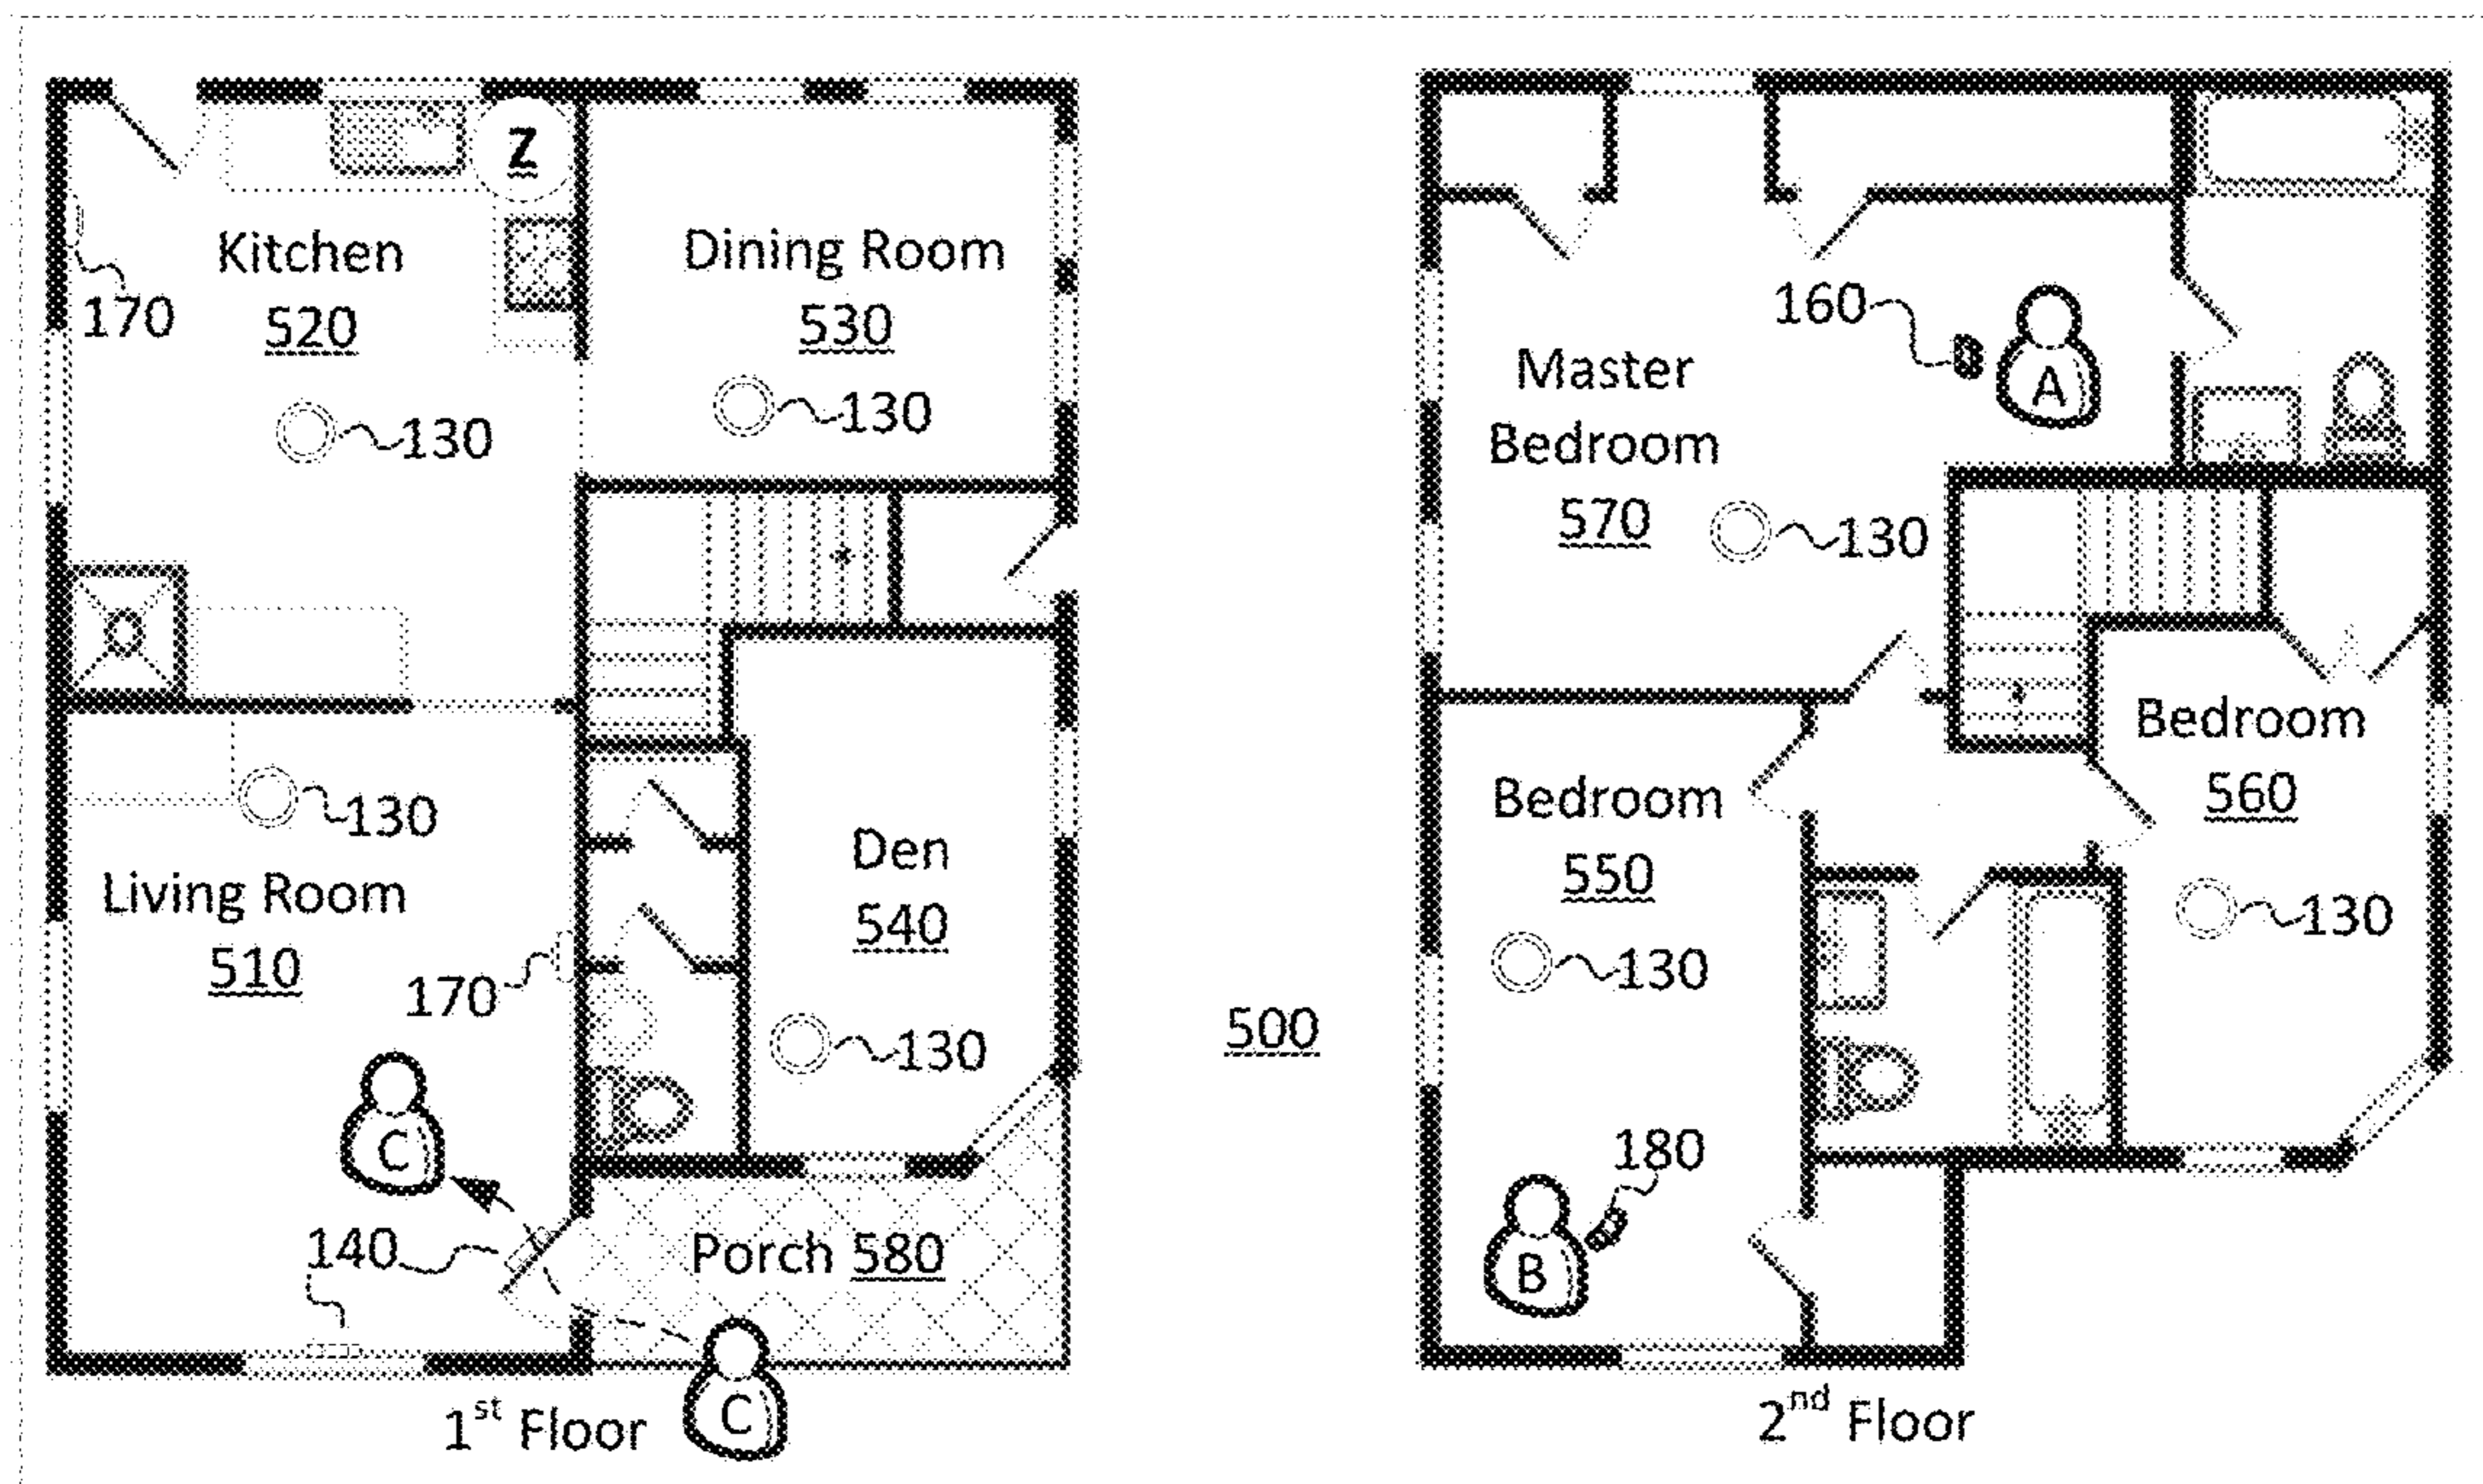 Z
Kitchen
520
170
130
Dining Room
530
130
130
Living Room
510
170
Den
540
130
C
140
Porch 580
C
1st Floor
500
160
A
Master
Bedroom
570
130
Bedroom
560
130
Bedroom
550
130
180
B
2nd Floor